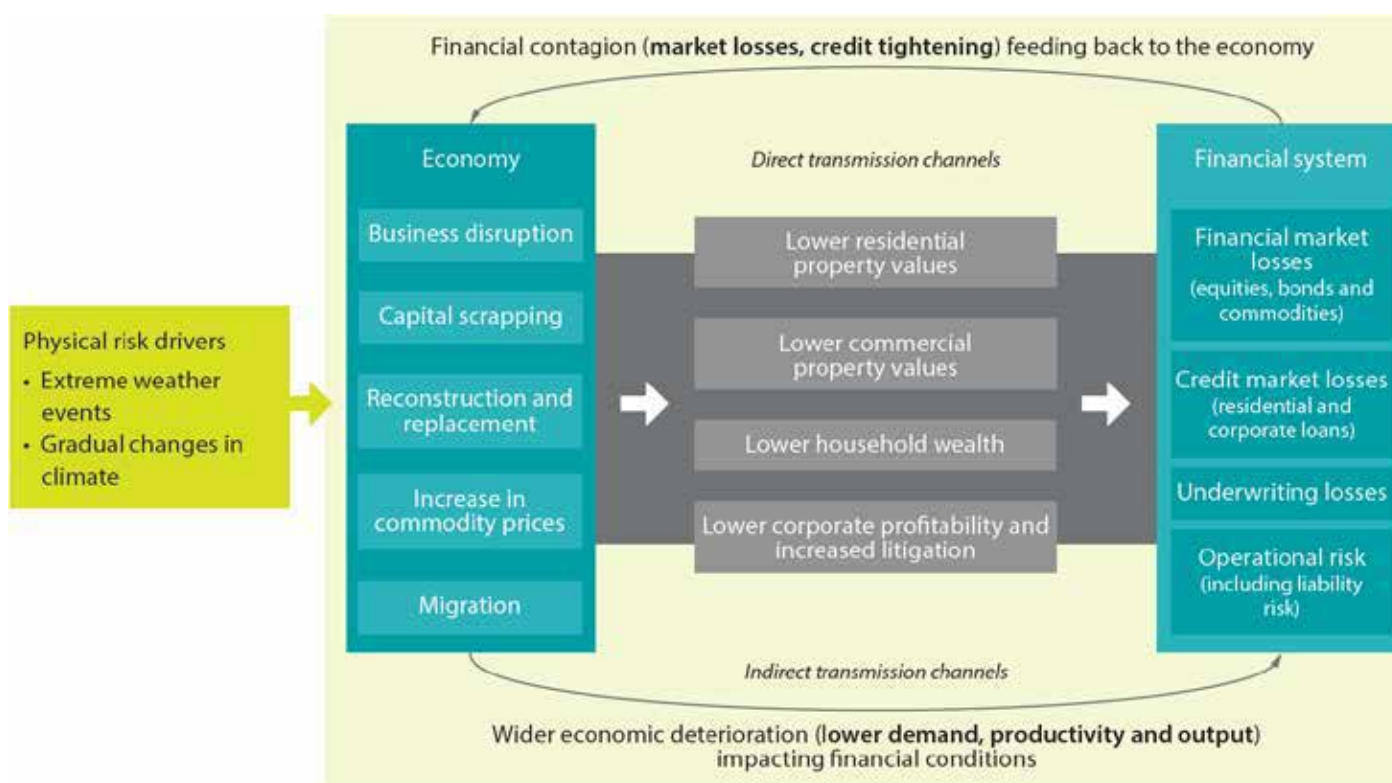 Financial contagion (market losses, credit tightening) feeding back to the economy
Physical risk drivers
• Extreme weather
events
• Gradual changes in
climate
Economy
Business disruption
Capital scrapping
Reconstruction and
replacement
Increase in
commodity prices
Migration
Direct transmission channels
Lower residential
property values
Lower commercial
property values
Lower household wealth
Lower corporate profitability and
increased litigation
Indirect transmission channels
Financial system
Financial market
losses
(equities, bonds and
commodities)
Credit market losses
(residential and
corporate loans)
Underwriting losses
Operational risk
(including liability
risk)
Wider economic deterioration (lower demand, productivity and output)
impacting financial conditions